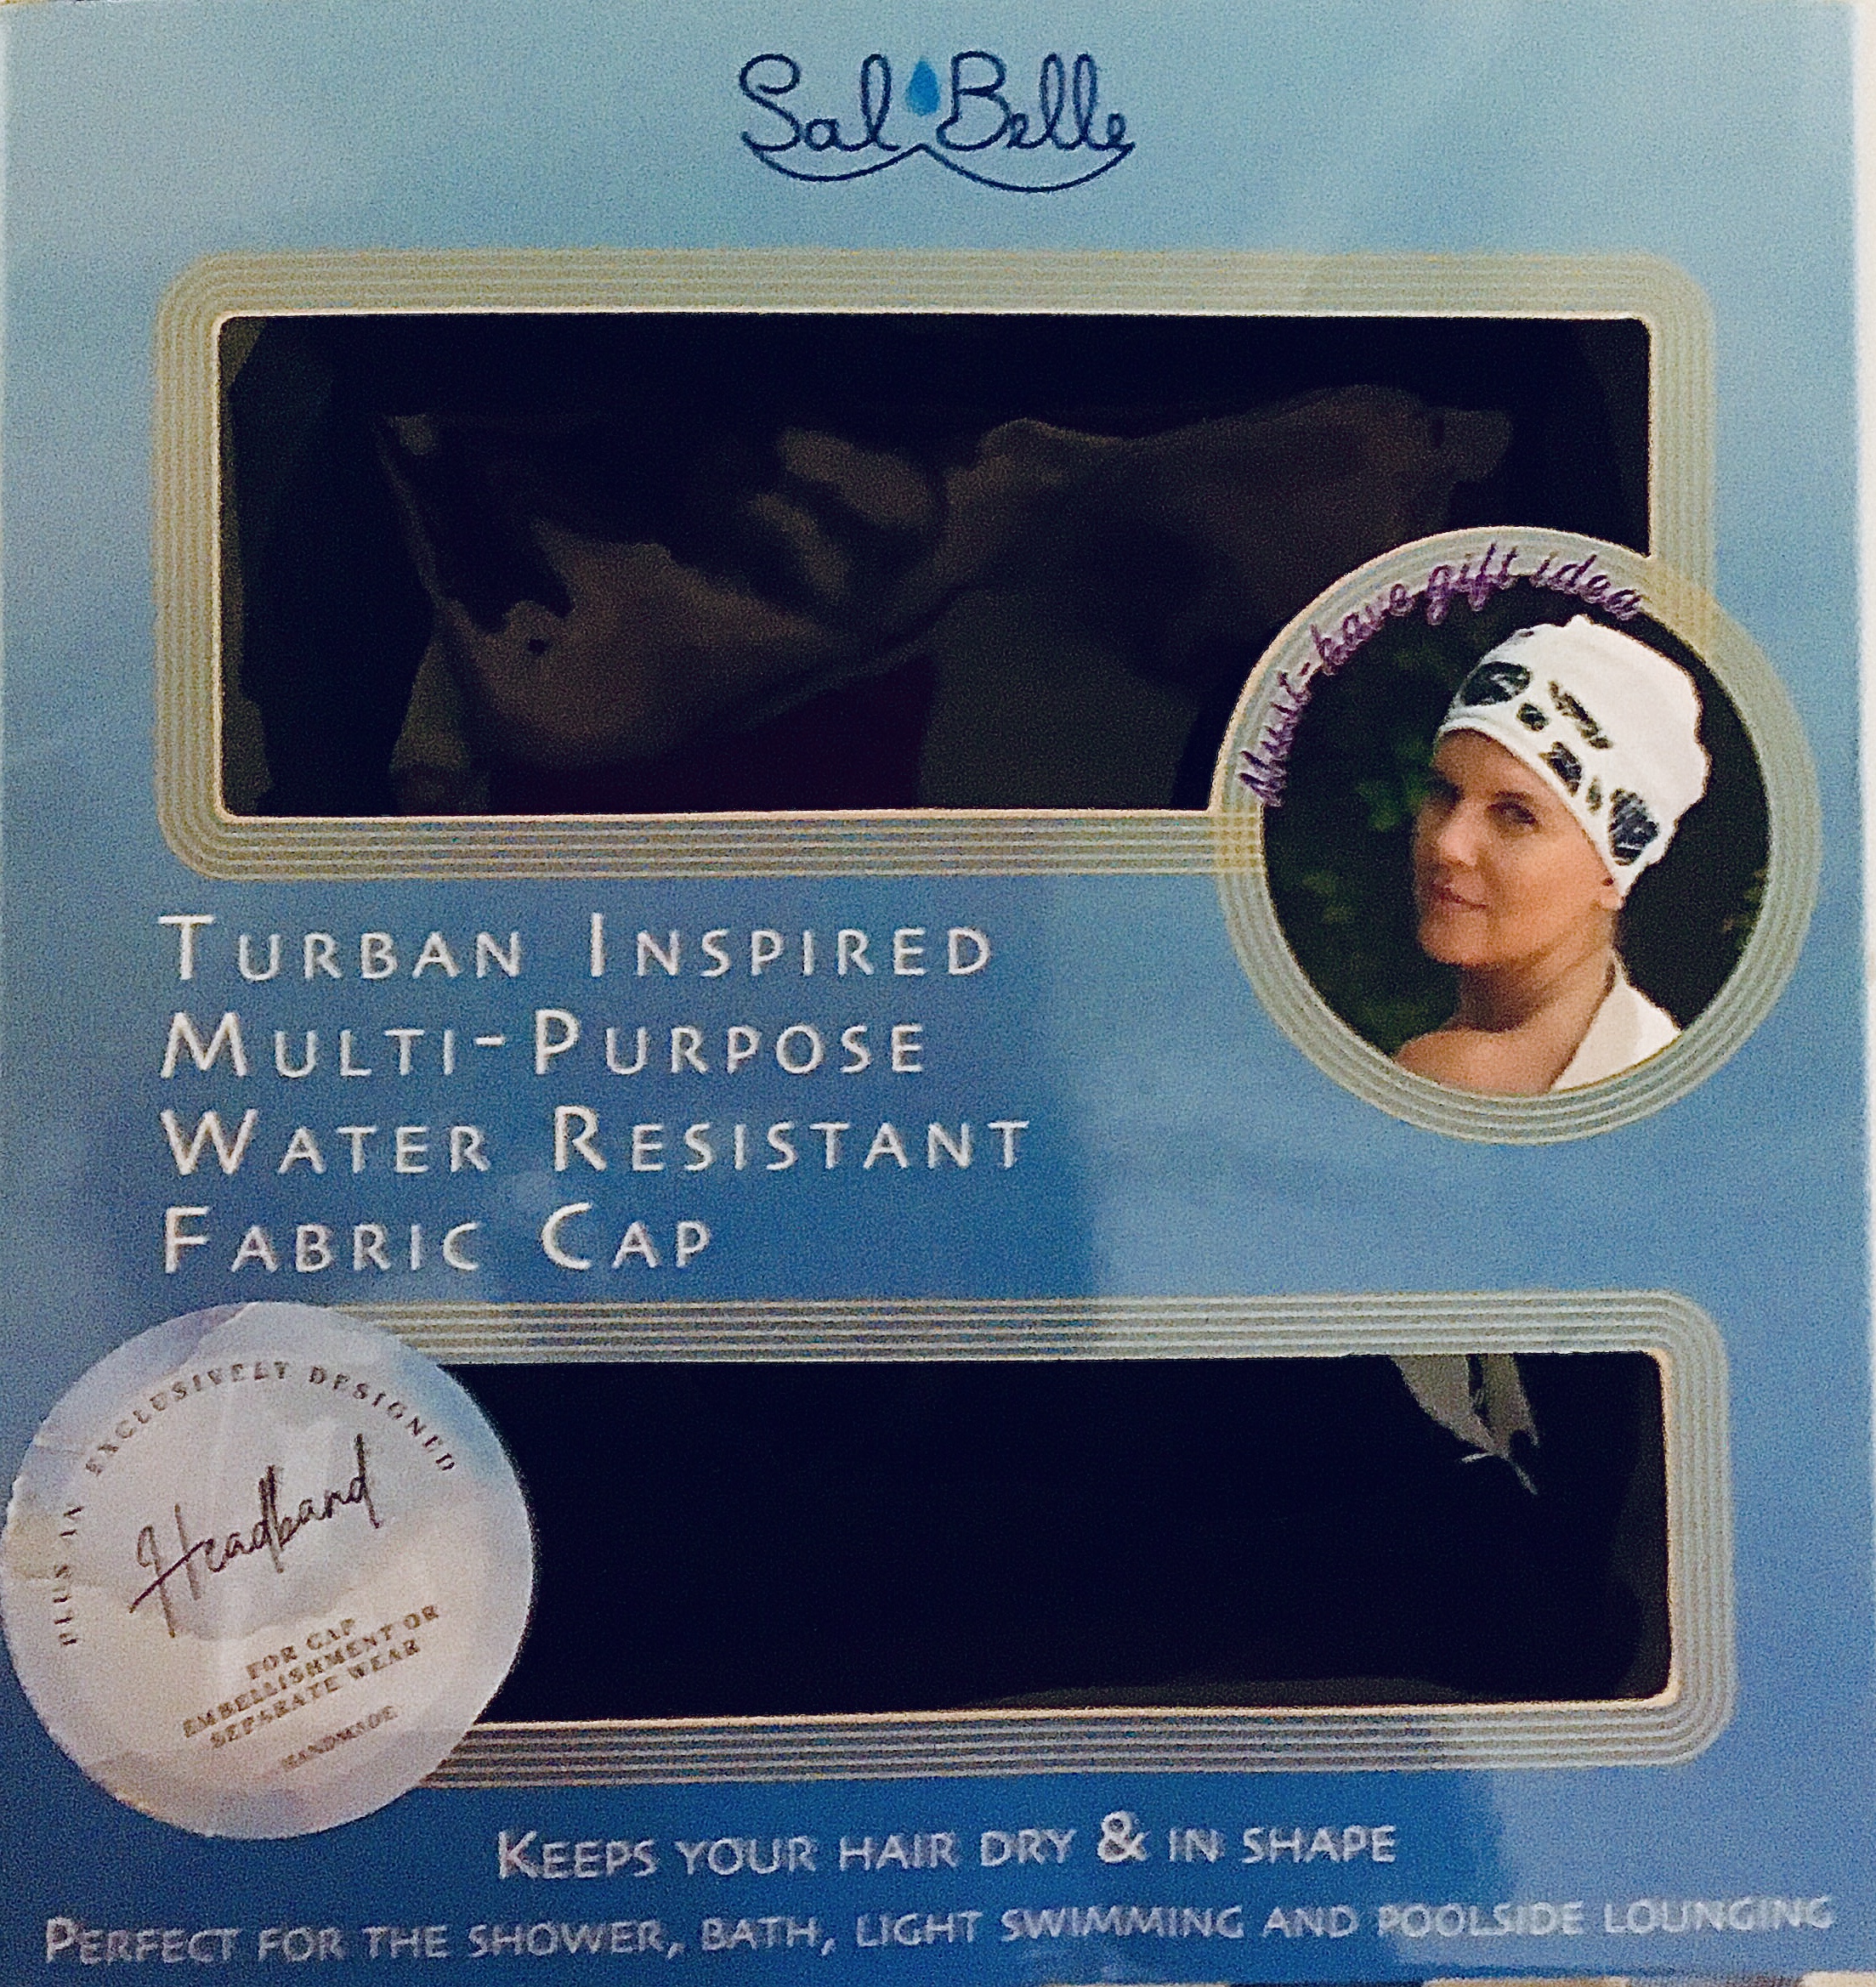 Sal Belle
Must-have gift idea
TURBAN INSPIRED
MULTI-PURPOSE
WATER RESISTANT
FABRIC CAP
PLUS A EXCLUSIVELY DESIGNED
Headband
FOR CAP
EMBELLISHMENT OR
SEPERATE WEAR
HANDMADE
KEEPS YOUR HAIR DRY & IN SHAPE
PERFECT FOR THE SHOWER, BATH, LIGHT SWIMMING AND POOLSIDE LOUNGING